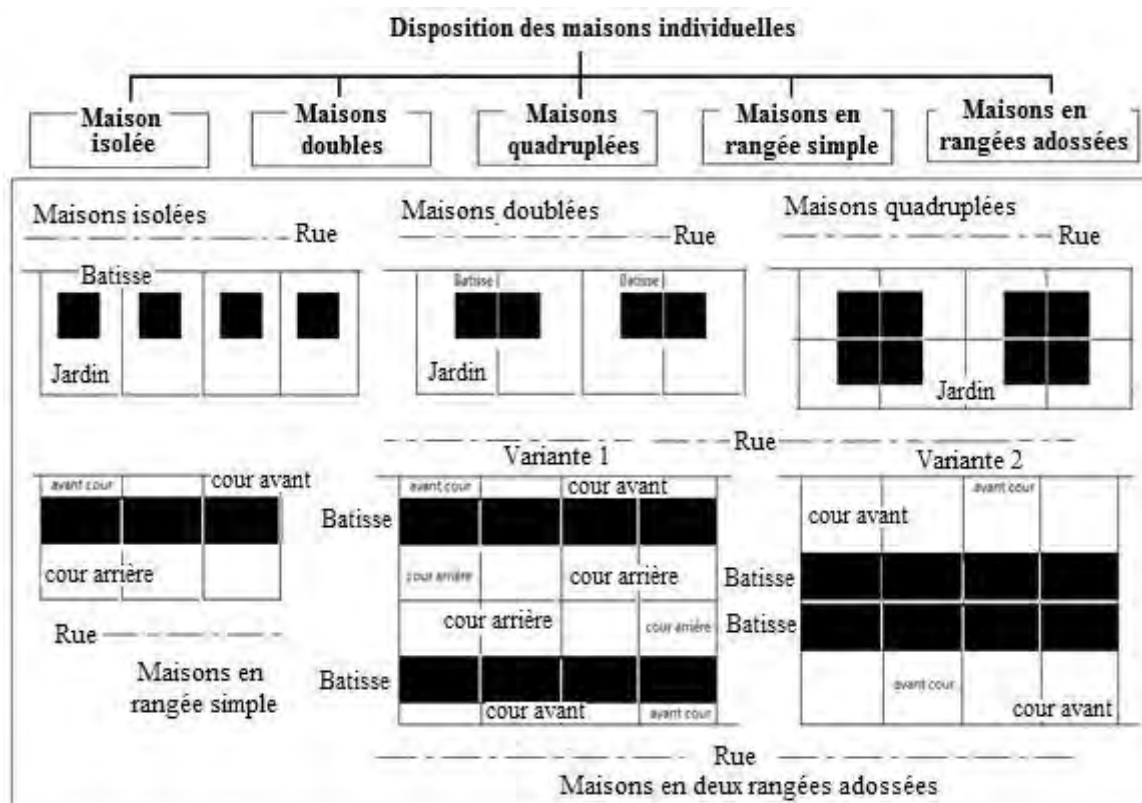 Disposition des maisons individuelles
Maison isolée
Maisons doubles
Maisons quadruplées
Maisons en rangée simple
Maisons en rangées adossées
Maisons isolées
Rue
Batisse
Jardin
Maisons doublées
Rue
Batisse
Batisse
Jardin
Maisons quadruplées
Rue
Jardin
avant cour
cour avant
cour arrière
Rue
Maisons en
rangée simple
Rue
Variante 1
avant cour
cour avant
Batisse
cour arrière
cour arrière
cour arrière
cour arrière
Batisse
cour avant
avant cour
Variante 2
avant cour
cour avant
Batisse
Batisse
avant cour
cour avant
Rue
Maisons en deux rangées adossées